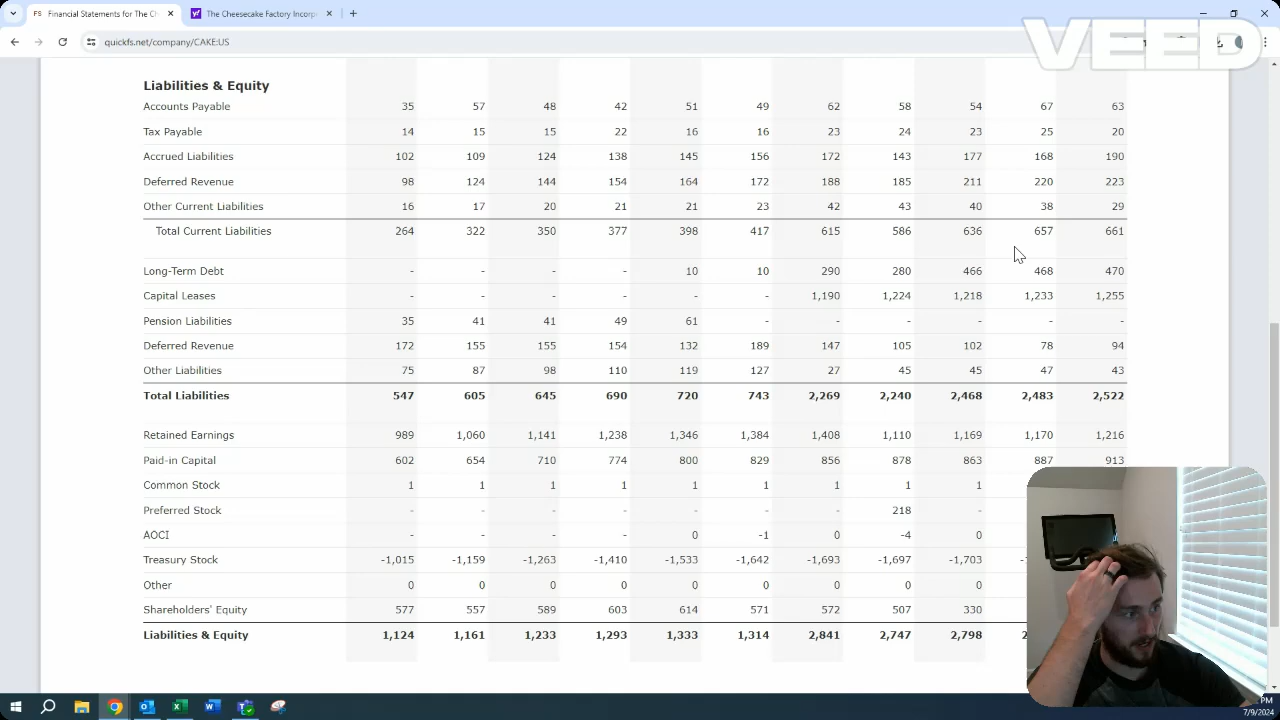 Financial Statements for The Ch
The Cheesecake Factory Incorp
quickfs.net/company/CAKE:US
VEED
Liabilities & Equity
Accounts Payable 35 57 48 42 51 49 62 58 54 67 63
Tax Payable 14 15 15 22 16 16 23 24 23 25 20
Accrued Liabilities 102 109 124 138 145 156 172 143 177 168 190
Deferred Revenue 98 124 144 154 164 172 188 185 211 220 223
Other Current Liabilities 16 17 20 21 21 23 42 43 40 38 29
Total Current Liabilities 264 322 350 377 398 417 615 586 636 657 661
Long-Term Debt - - - - 10 10 290 280 466 468 470
Capital Leases - - - - - - 1,190 1,224 1,218 1,233 1,255
Pension Liabilities 35 41 41 49 61 - - - - - -
Deferred Revenue 172 155 155 154 132 189 147 105 102 78 94
Other Liabilities 75 87 98 110 119 127 27 45 45 47 43
Total Liabilities 547 605 645 690 720 743 2,269 2,240 2,468 2,483 2,522
Retained Earnings 989 1,060 1,141 1,238 1,346 1,384 1,408 1,110 1,169 1,170 1,216
Paid-in Capital 602 654 710 774 800 829 856 878 863 887 913
Common Stock 1 1 1 1 1 1 1 1 1
Preferred Stock - - - - - - - 218 -
AOCI - - - - 0 -1 0 -4 0
Treasury Stock -1,015 -1,159 -1,263 -1,410 -1,533 -1,642 -1,693 -1,697 -1,703
Other 0 0 0 0 0 0 0 0 0
Shareholders' Equity 577 557 589 603 614 571 572 507 330
Liabilities & Equity 1,124 1,161 1,233 1,293 1,333 1,314 2,841 2,747 2,798
PM
7/9/2024